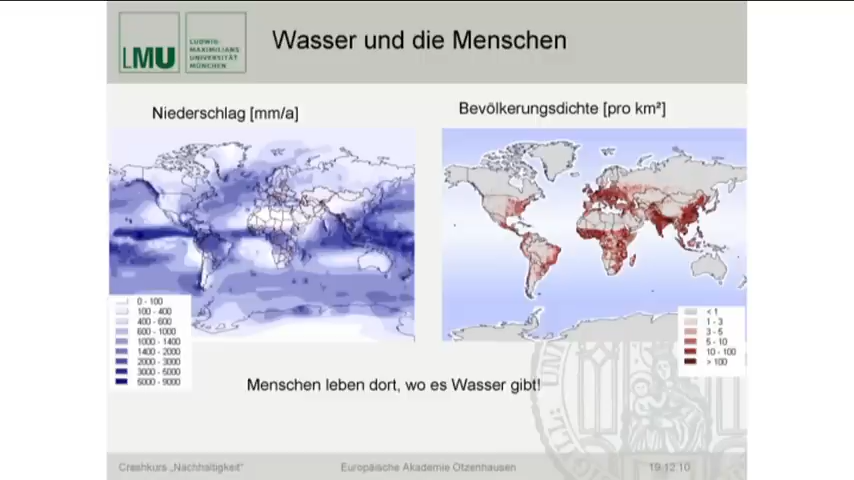 LMU
LUDWIG-
MAXIMILIANS-
UNIVERSITÄT
MÜNCHEN
Wasser und die Menschen
Niederschlag [mm/a]
Bevölkerungsdichte [pro km²]
0 - 100
100 - 400
400 - 600
600 - 1000
1000 - 1400
1400 - 2000
2000 - 3000
3000 - 5000
5000 - 9000
< 1
1 - 3
3 - 5
5 - 10
10 - 100
> 100
Menschen leben dort, wo es Wasser gibt!
Crashkurs „Nachhaltigkeit“
Europäische Akademie Otzenhausen
19.12.10